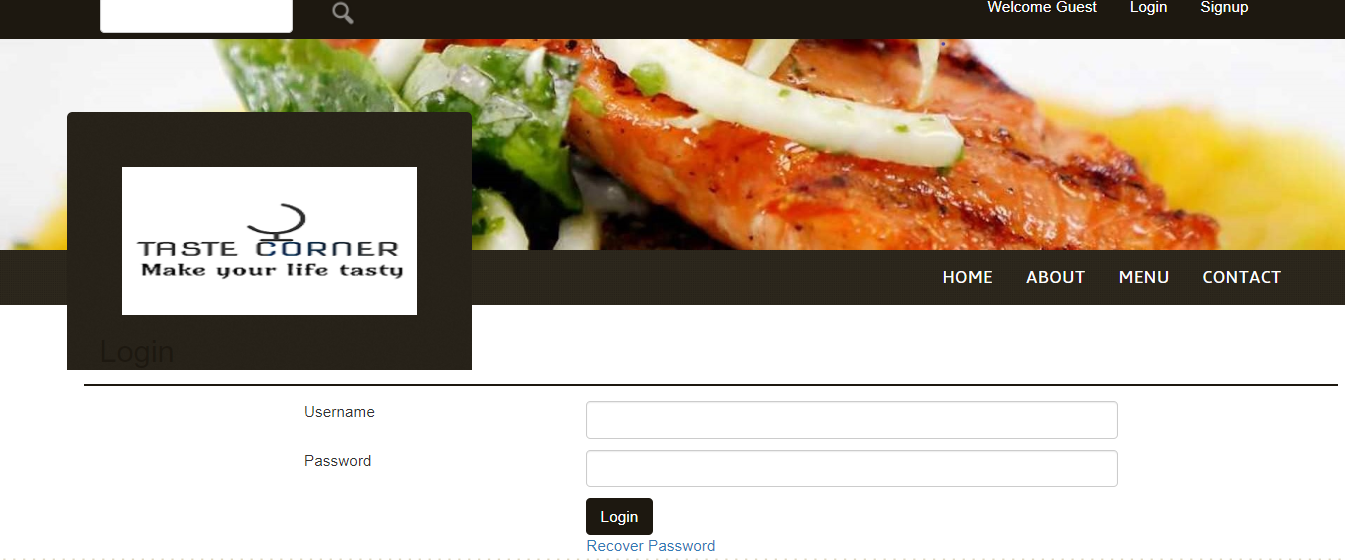 Welcome Guest Login Signup
TASTE CORNER
Make your life tasty
HOME ABOUT MENU CONTACT
Login
Username
Password
Login
Recover Password